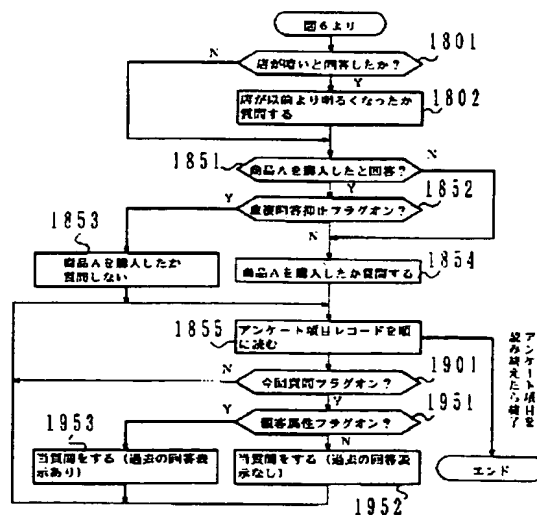 図6より
1801
N
店が暗いと回答したか?
Y
1802
店が以前より明るくなったか
質問する
1851
N
商品Aを購入したと回答?
Y
1852
Y
重複回答抑止フラグオン?
1853
N
商品Aを購入したか
質問しない
1854
商品Aを購入したか質問する
1855
アンケート項目レコードを順
に読む
アンケート項目を
読み終えたら終了
1901
N
今回質問フラグオン?
Y
1951
Y
顧客属性フラグオン?
1953
N
当質問をする(過去の回答表
示あり)
当質問をする(過去の回答表
示なし)
1952
エンド